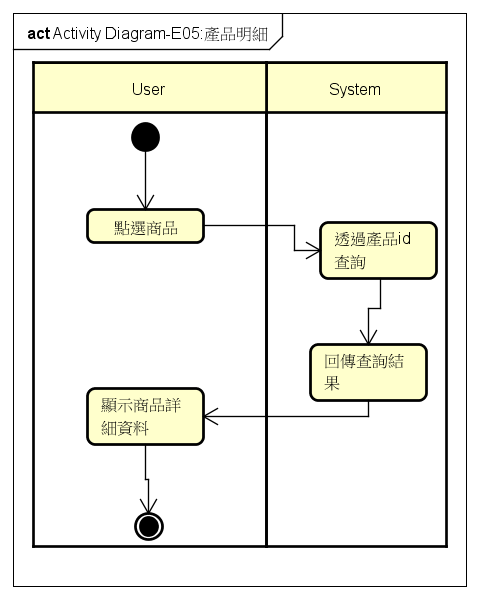 act Activity Diagram-E05:產品明細
User
System
點選商品
透過產品id
查詢
回傳查詢結
果
顯示商品詳
細資料